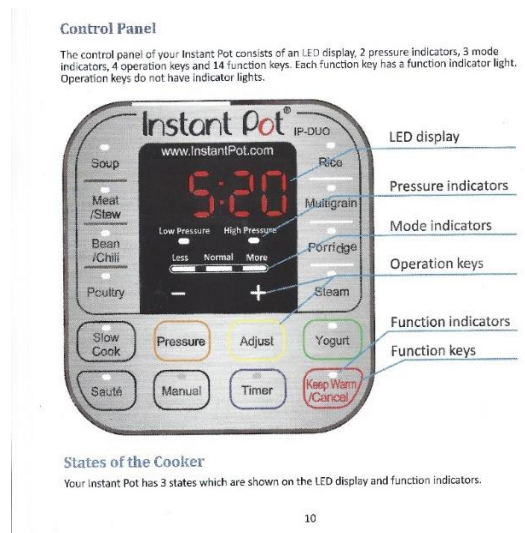 Control Panel
The control panel of your Instant Pot consists of an LED display, 2 pressure indicators, 3 mode
indicators, 4 operation keys and 14 function keys. Each function key has a function indicator light.
Operation keys do not have indicator lights.
Instant Pot® IP-DUO
www.InstantPot.com
5:20
Soup
Rice
Meat
/Stew
Multigrain
Low Pressure High Pressure
Bean
/Chili
Less Normal More
Porridge
Poultry
- +
Steam
Slow
Cook
Pressure
Adjust
Yogurt
Sauté
Manual
Timer
Keep Warm
/Cancel
LED display
Pressure indicators
Mode indicators
Operation keys
Function indicators
Function keys
States of the Cooker
Your Instant Pot has 3 states which are shown on the LED display and function indicators.
10